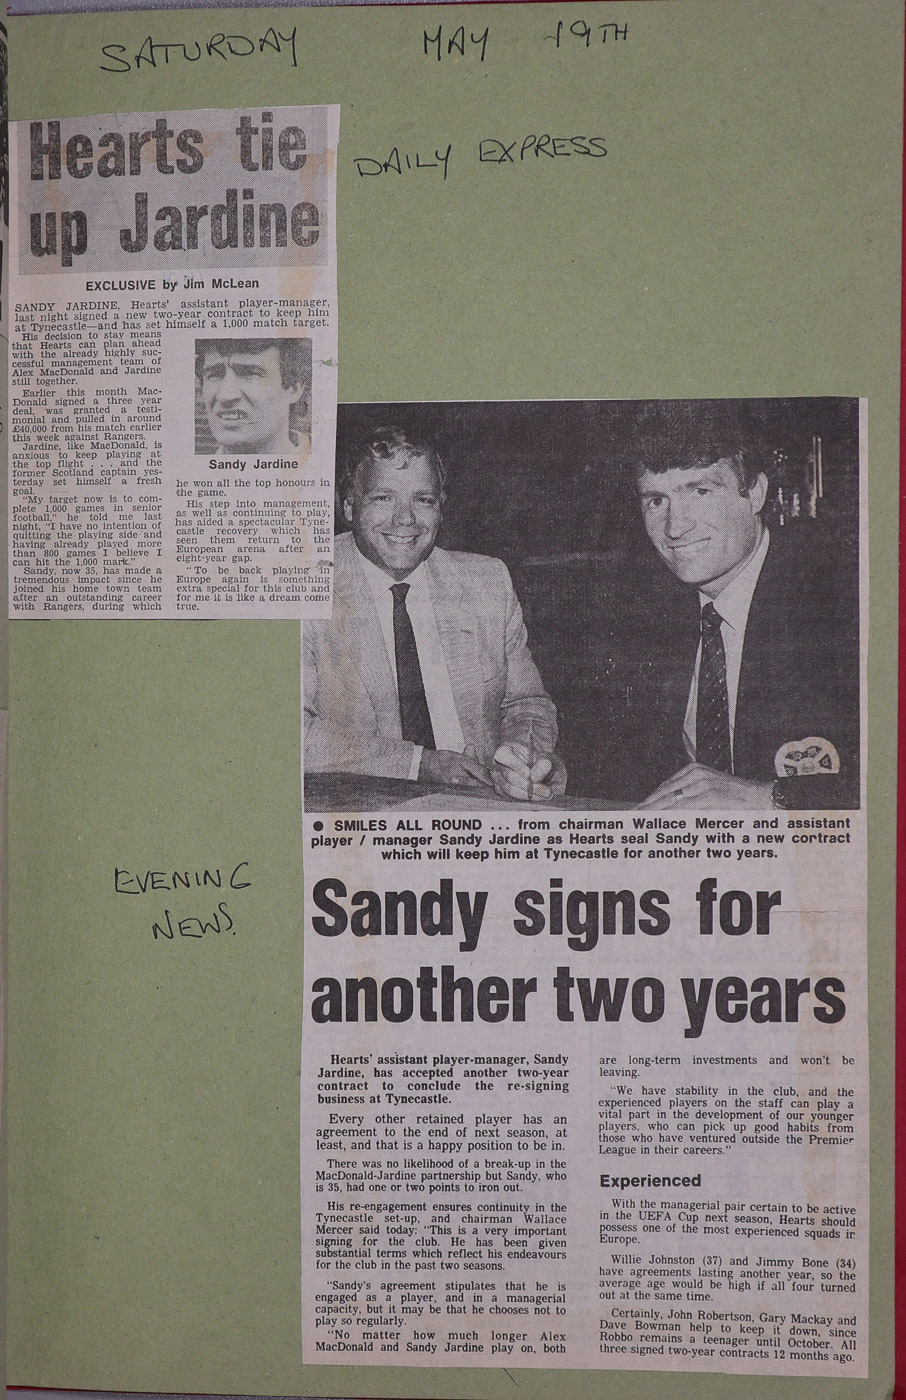 SATURDAY MAY 19TH
DAILY EXPRESS
Hearts tie
up Jardine
EXCLUSIVE by Jim McLean
SANDY JARDINE, Hearts' assistant player-manager,
last night signed a new two-year contract to keep him
at Tynecastle—and has set himself a 1,000 match target.
His decision to stay means
that Hearts can plan ahead
with the already highly suc-
cessful management team of
Alex MacDonald and Jardine
still together.
Earlier this month Mac-
Donald signed a three year
deal, was granted a testi-
monial and pulled in around
£40,000 from his match earlier
this week against Rangers.
Jardine, like MacDonald, is
anxious to keep playing at
the top flight . . . and the
former Scotland captain yes-
terday set himself a fresh
goal.
"My target now is to com-
plete 1,000 games in senior
football," he told me last
night, "I have no intention of
quitting the playing side and
having already played more
than 800 games I believe I
can hit the 1,000 mark."
Sandy, now 35, has made a
tremendous impact since he
joined his home town team
after an outstanding career
with Rangers, during which
Sandy Jardine
he won all the top honours in
the game.
His step into management,
as well as continuing to play,
has aided a spectacular Tyne-
castle recovery which has
seen them return to the
European arena after an
eight-year gap.
"To be back playing in
Europe again is something
extra special for this club and
for me it is like a dream come
true.
EVENING
NEWS.
● SMILES ALL ROUND ... from chairman Wallace Mercer and assistant
player / manager Sandy Jardine as Hearts seal Sandy with a new contract
which will keep him at Tynecastle for another two years.
Sandy signs for
another two years
Hearts' assistant player-manager, Sandy
Jardine, has accepted another two-year
contract to conclude the re-signing
business at Tynecastle.
Every other retained player has an
agreement to the end of next season, at
least, and that is a happy position to be in.
There was no likelihood of a break-up in the
MacDonald-Jardine partnership but Sandy, who
is 35, had one or two points to iron out.
His re-engagement ensures continuity in the
Tynecastle set-up, and chairman Wallace
Mercer said today: "This is a very important
signing for the club. He has been given
substantial terms which reflect his endeavours
for the club in the past two seasons.
"Sandy's agreement stipulates that he is
engaged as a player, and in a managerial
capacity, but it may be that he chooses not to
play so regularly.
"No matter how much longer Alex
MacDonald and Sandy Jardine play on, both
are long-term investments and won't be
leaving.
"We have stability in the club, and the
experienced players on the staff can play a
vital part in the development of our younger
players, who can pick up good habits from
those who have ventured outside the Premier
League in their careers."
Experienced
With the managerial pair certain to be active
in the UEFA Cup next season, Hearts should
possess one of the most experienced squads in
Europe.
Willie Johnston (37) and Jimmy Bone (34)
have agreements lasting another year, so the
average age would be high if all four turned
out at the same time.
Certainly, John Robertson, Gary Mackay and
Dave Bowman help to keep it down, since
Robbo remains a teenager until October. All
three signed two-year contracts 12 months ago.